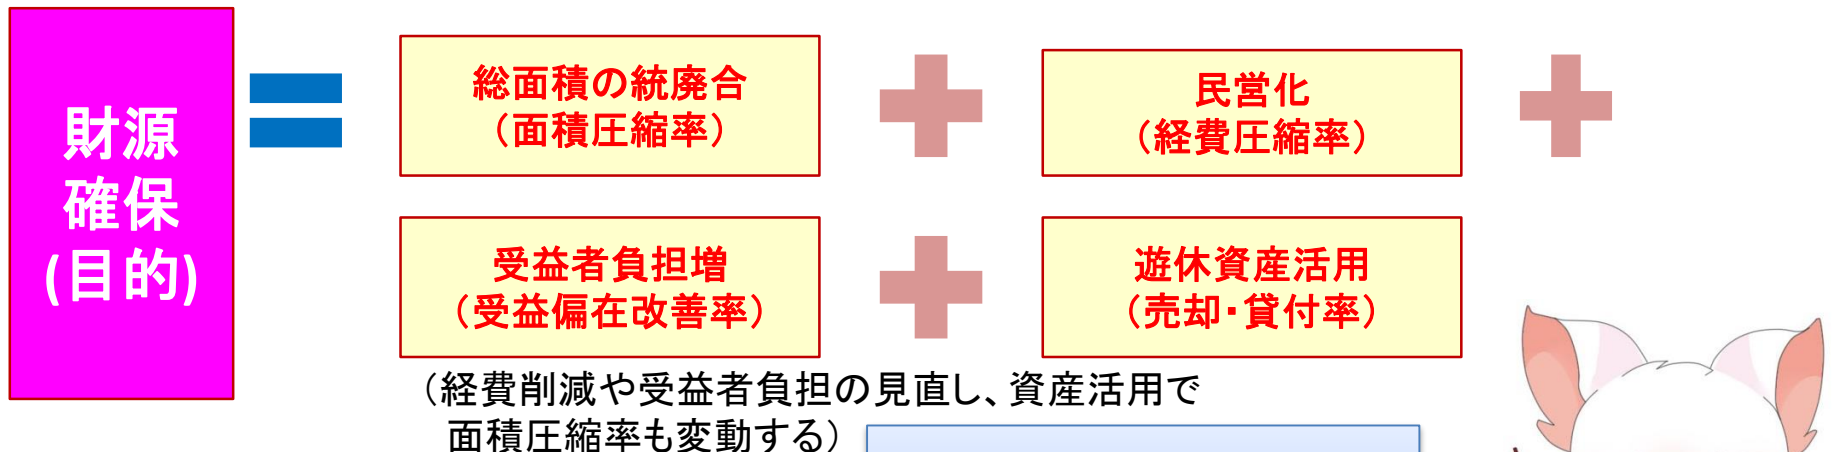 財源
確保
(目的)
総面積の統廃合
（面積圧縮率）
民営化
（経費圧縮率）
受益者負担増
（受益偏在改善率）
遊休資産活用
（売却・貸付率）
（経費削減や受益者負担の見直し、資産活用で
面積圧縮率も変動する）